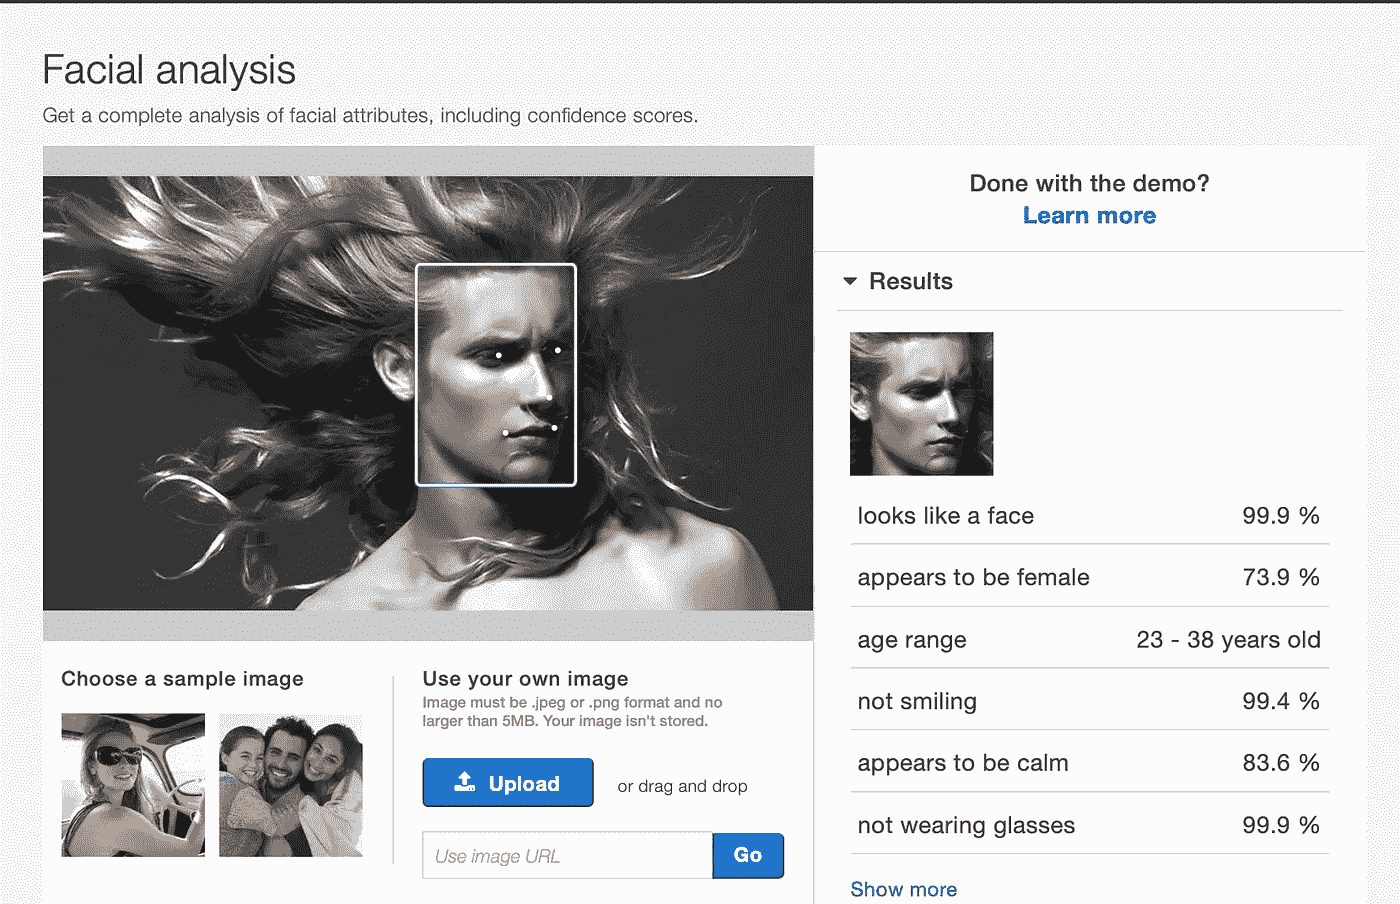 Facial analysis
Get a complete analysis of facial attributes, including confidence scores.
Done with the demo?
Learn more
Results
looks like a face 99.9 %
appears to be female 73.9 %
age range 23 - 38 years old
not smiling 99.4 %
appears to be calm 83.6 %
not wearing glasses 99.9 %
Show more
Choose a sample image
Use your own image
Image must be .jpeg or .png format and no
larger than 5MB. Your image isn't stored.
Upload or drag and drop
Use image URL Go